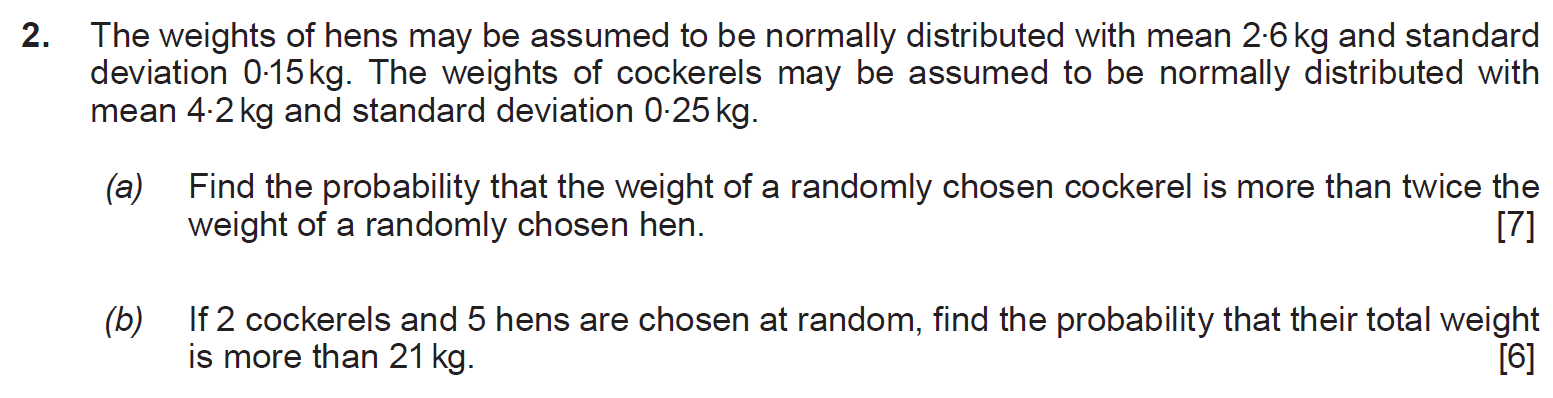 2. The weights of hens may be assumed to be normally distributed with mean 2·6 kg and standard
deviation 0·15 kg. The weights of cockerels may be assumed to be normally distributed with
mean 4·2 kg and standard deviation 0·25 kg.
(a) Find the probability that the weight of a randomly chosen cockerel is more than twice the
weight of a randomly chosen hen. [7]
(b) If 2 cockerels and 5 hens are chosen at random, find the probability that their total weight
is more than 21 kg. [6]